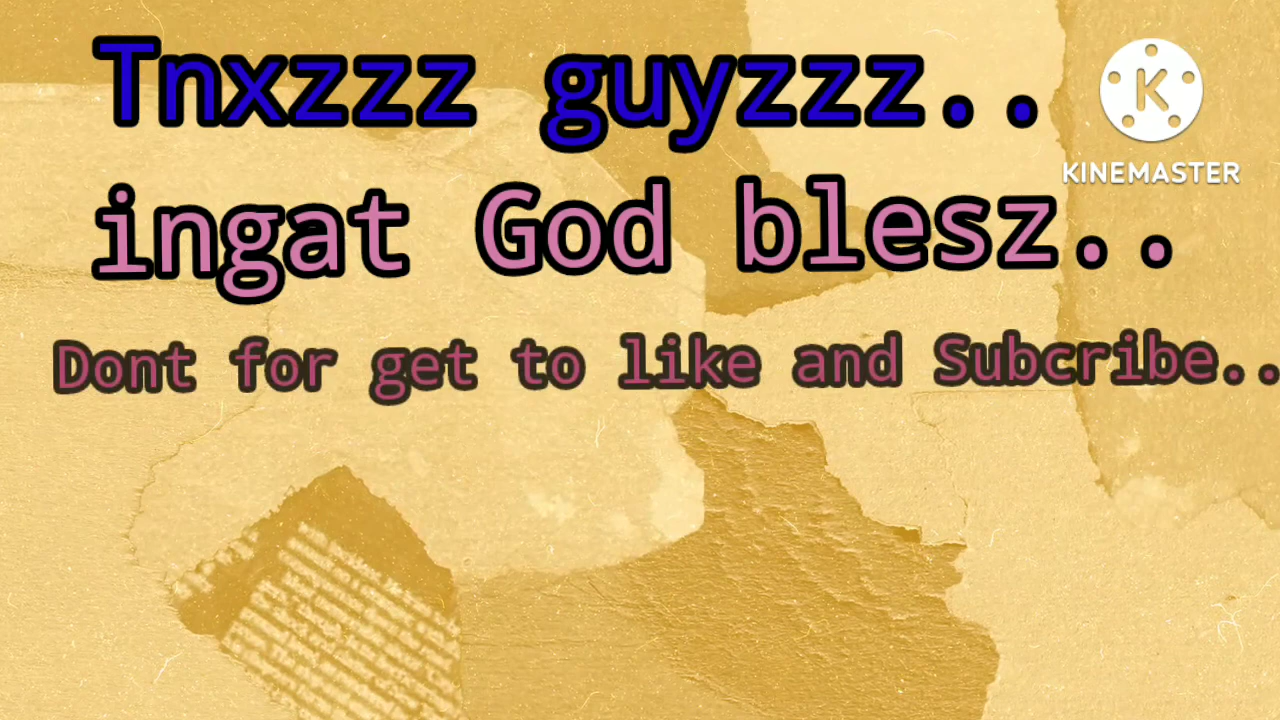 Tnxzzz guyzzz..
K
KINEMASTER
ingat God blesz..
Dont for get to like and Subcribe..